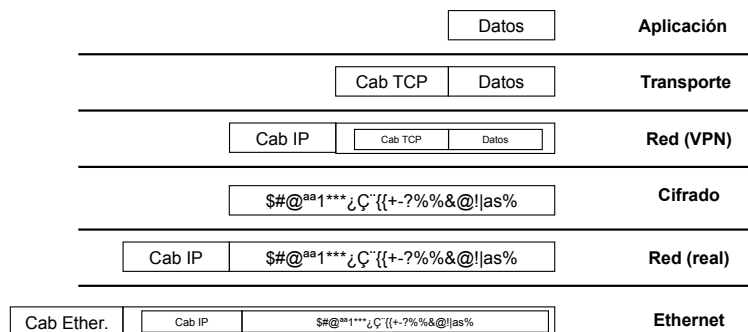 Datos Aplicación
Cab TCP Datos Transporte
Cab IP Cab TCP Datos Red (VPN)
$#@ªª1***¿Ç¨{{+-?%%&@!|as% Cifrado
Cab IP $#@ªª1***¿Ç¨{{+-?%%&@!|as% Red (real)
Cab Ether. Cab IP $#@ªª1***¿Ç¨{{+-?%%&@!|as% Ethernet